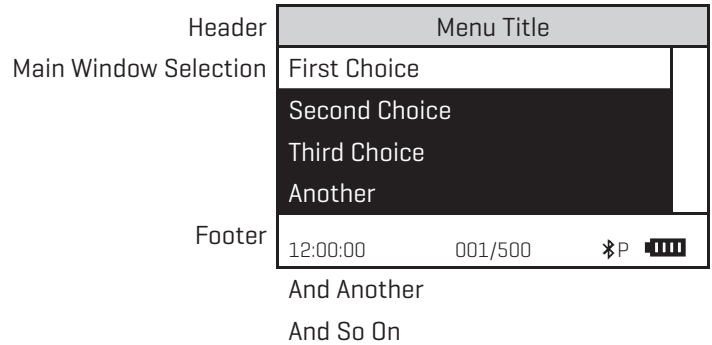 Header
Menu Title
Main Window Selection
First Choice
Second Choice
Third Choice
Another
Footer
12:00:00 001/500 P
And Another
And So On